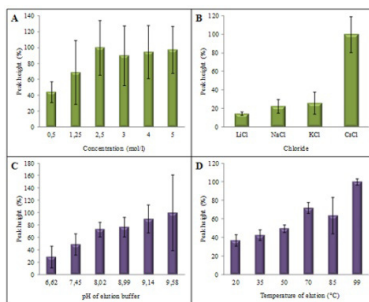 A
Peak height (%)
140
120
100
80
60
40
20
0
0,5 1,25 2,5 3 4 5
Concentration (mol/l)
B
Peak height (%)
140
120
100
80
60
40
20
0
LiCl NaCl KCl CsCl
Chloride
C
Peak height (%)
180
160
140
120
100
80
60
40
20
0
6,62 7,45 8,02 8,99 9,14 9,58
pH of elution buffer
D
Peak height (%)
120
100
80
60
40
20
0
20 35 50 70 85 99
Temperature of elution (°C)